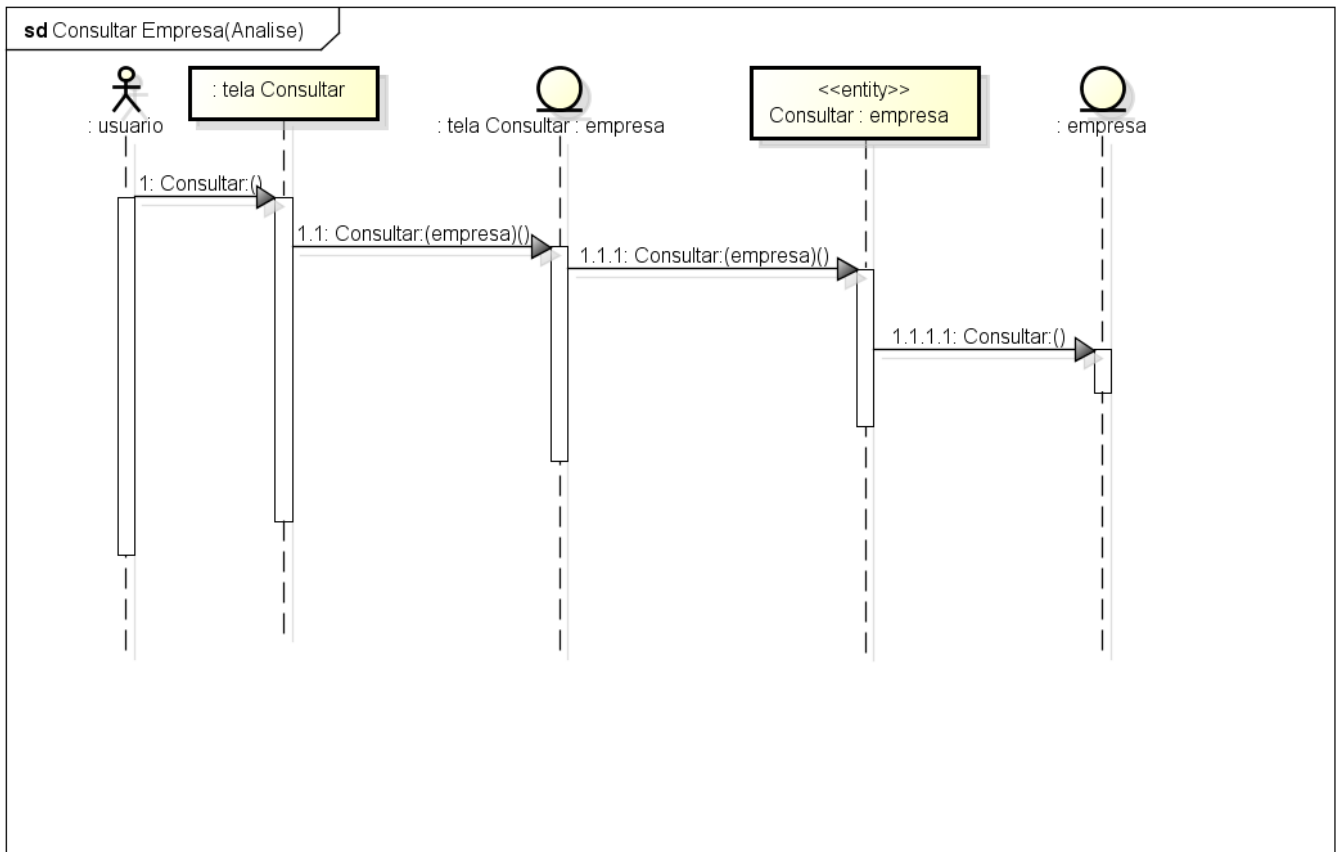 sd Consultar Empresa(Analise)
: usuario
: tela Consultar
: tela Consultar : empresa
<<entity>>
Consultar : empresa
: empresa
1: Consultar:()
1.1: Consultar:(empresa)()
1.1.1: Consultar:(empresa)()
1.1.1.1: Consultar:()